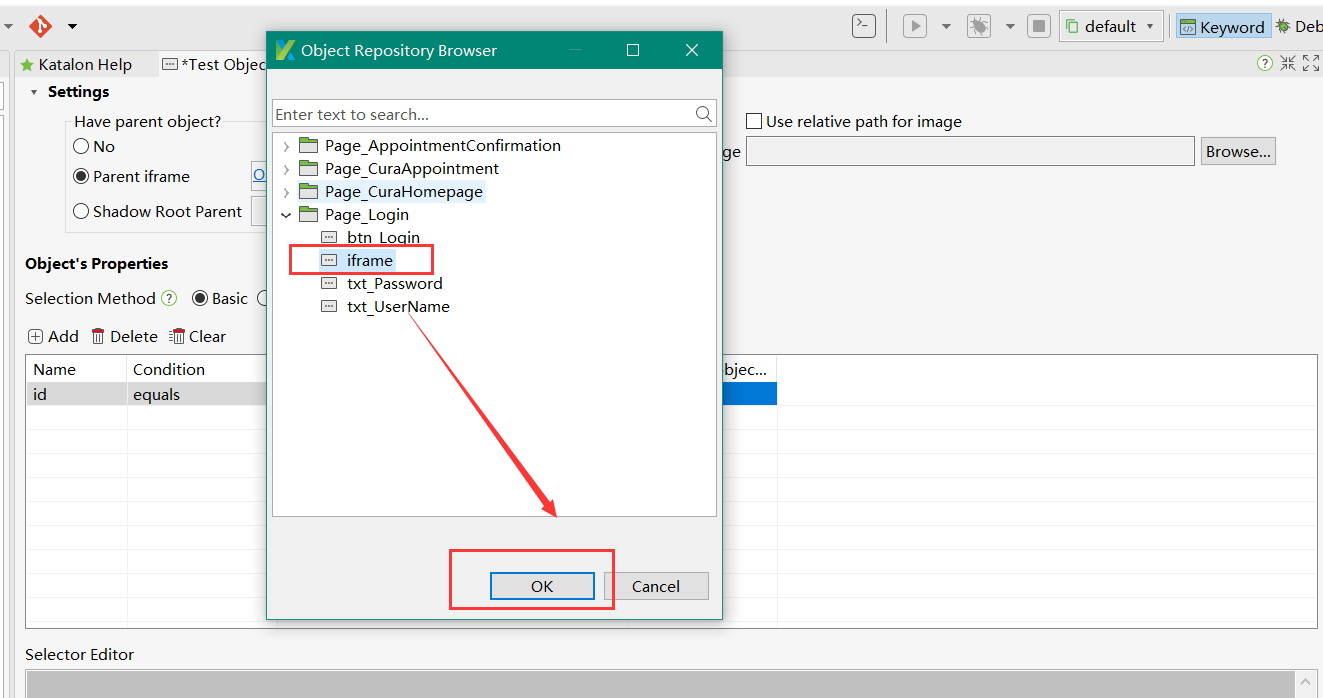 default
Keyword
Deb
Katalon Help
*Test Objec
Object Repository Browser
Settings
Have parent object?
No
Parent iframe
O
Shadow Root Parent
Use relative path for image
ge
Browse...
Enter text to search...
Page_AppointmentConfirmation
Page_CuraAppointment
Page_CuraHomepage
Page_Login
btn_Login
iframe
txt_Password
txt_UserName
Object's Properties
Selection Method
Basic
Add
Delete
Clear
Name
Condition
bjec...
id
equals
OK
Cancel
Selector Editor